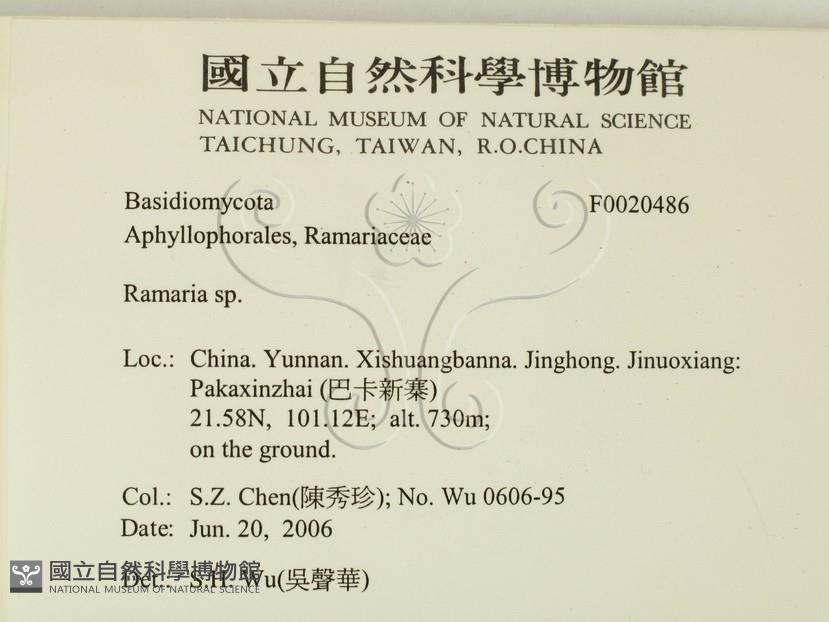 國立自然科學博物館
NATIONAL MUSEUM OF NATURAL SCIENCE
TAICHUNG, TAIWAN, R.O.CHINA
Basidiomycota F0020486
Aphyllophorales, Ramariaceae
Ramaria sp.
Loc.: China. Yunnan. Xishuangbanna. Jinghong. Jinuoxiang:
Pakaxinzhai (巴卡新寨)
21.58N, 101.12E; alt. 730m;
on the ground.
Col.: S.Z. Chen(陳秀珍); No. Wu 0606-95
Date: Jun. 20, 2006
Det.: S.H. Wu(吳聲華)
國立自然科學博物館
NATIONAL MUSEUM OF NATURAL SCIENCE